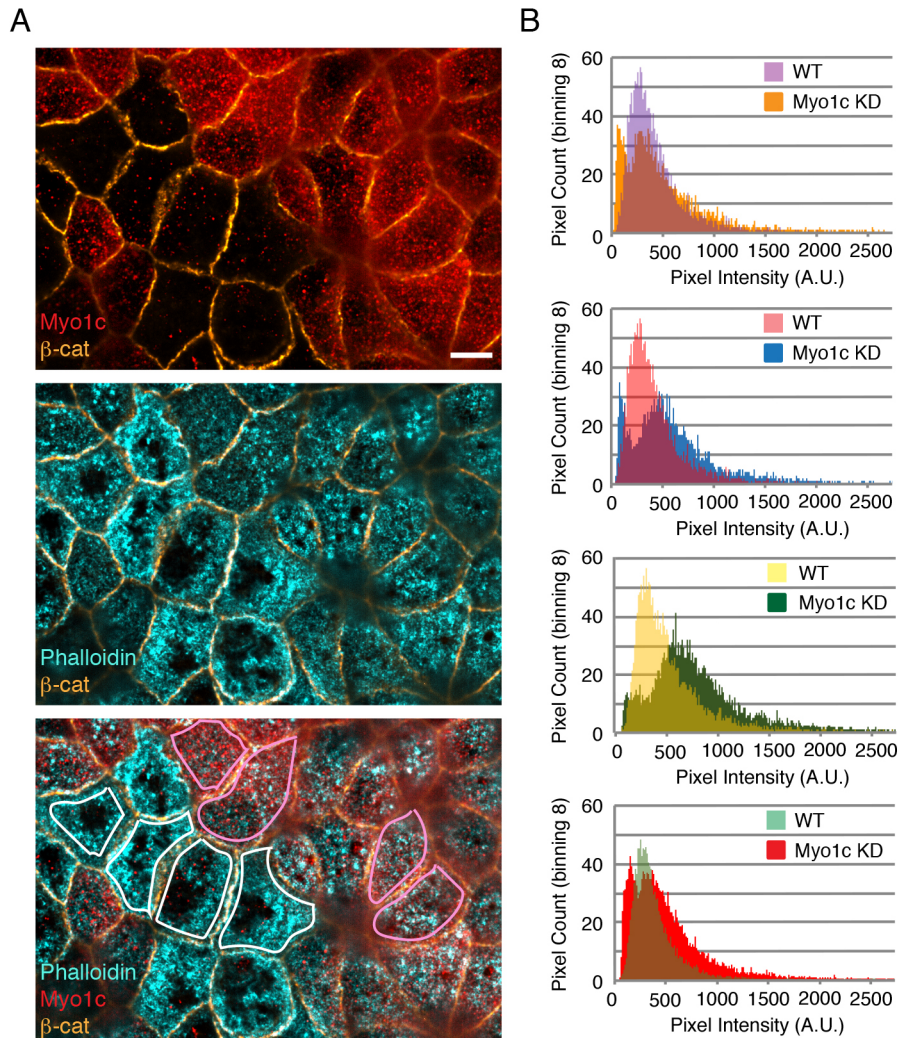 A
Myo1c
β-cat
Phalloidin
β-cat
Phalloidin
Myo1c
β-cat
B
60
40
20
0
Pixel Count (binning 8)
WT
Myo1c KD
0 500 1000 1500 2000 2500
Pixel Intensity (A.U.)
60
40
20
0
Pixel Count (binning 8)
WT
Myo1c KD
0 500 1000 1500 2000 2500
Pixel Intensity (A.U.)
60
40
20
0
Pixel Count (binning 8)
WT
Myo1c KD
0 500 1000 1500 2000 2500
Pixel Intensity (A.U.)
60
40
20
0
Pixel Count (binning 8)
WT
Myo1c KD
0 500 1000 1500 2000 2500
Pixel Intensity (A.U.)